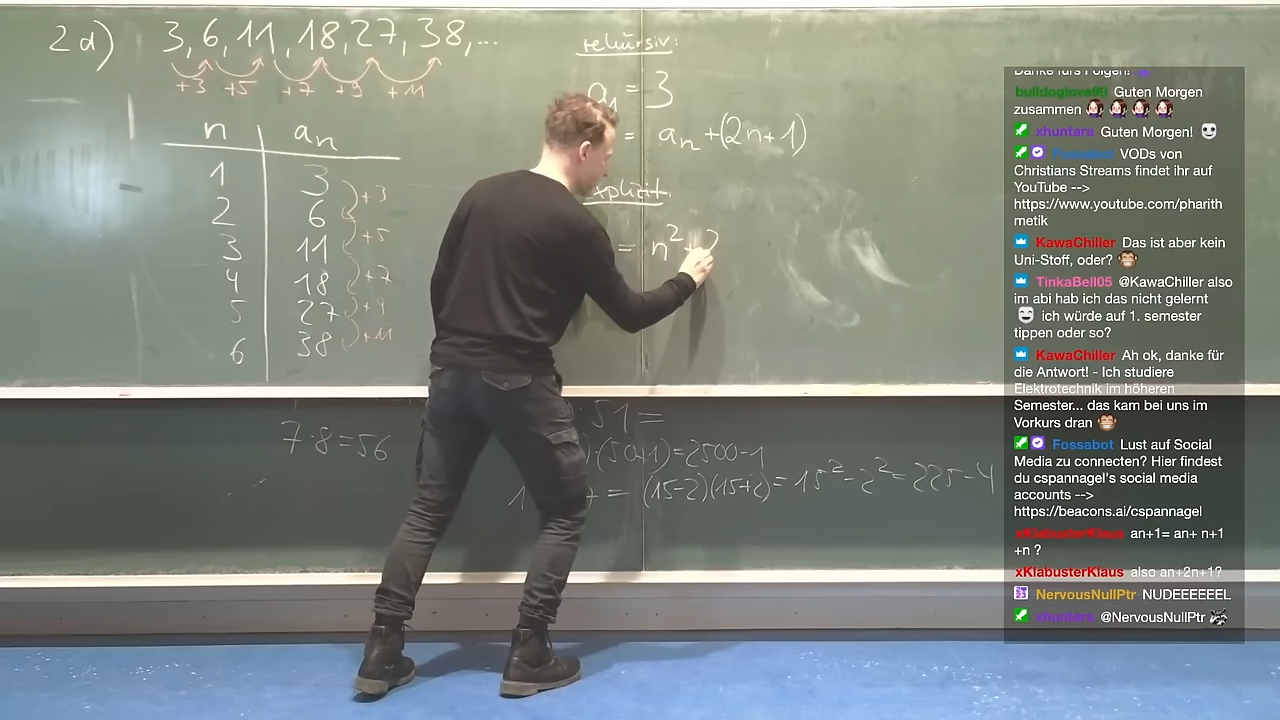 2d) 3, 6, 11, 18, 27, 38, ...
+3 +5 +7 +9 +11
n an
1 3
2 6
3 11
4 18
5 27
6 38
+3
+5
+7
+9
+11
rekursiv:
a1 = 3
= an + (2n+1)
explizit:
= n² + 2
7·8=56
·51 =
)·(50+1)=2500-1
= (15-2)(15+2)=15²-2²=225-4
Danke fürs Folgen!
bulldoglove99 Guten Morgen
zusammen
xhuntara Guten Morgen!
Fossabot VODs von
Christians Streams findet ihr auf
YouTube -->
https://www.youtube.com/pharith
metik
KawaChiller Das ist aber kein
Uni-Stoff, oder?
TinkaBell05 @KawaChiller also
im abi hab ich das nicht gelernt
ich würde auf 1. semester
tippen oder so?
KawaChiller Ah ok, danke für
die Antwort! - Ich studiere
Elektrotechnik im höheren
Semester... das kam bei uns im
Vorkurs dran
Fossabot Lust auf Social
Media zu connecten? Hier findest
du cspannagel's social media
accounts -->
https://beacons.ai/cspannagel
xKlabusterKlaus an+1= an+ n+1
+n ?
xKlabusterKlaus also an+2n+1?
NervousNullPtr NUDEEEEEEL
xhuntara @NervousNullPtr